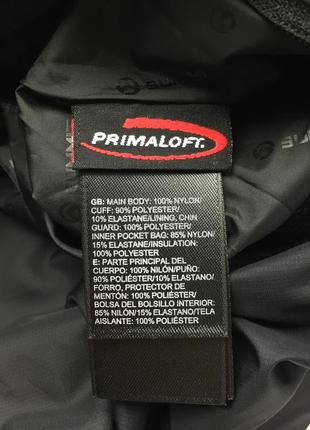 PRIMALOFT®
GB: MAIN BODY: 100% NYLON/
CUFF: 90% POLYESTER/
10% ELASTANE/LINING, CHIN
GUARD: 100% POLYESTER/
INNER POCKET BAG: 85% NYLON/
15% ELASTANE/INSULATION:
100% POLYESTER
E: PARTE PRINCIPAL DEL
CUERPO: 100% NILÓN/PUÑO:
90% POLIÉSTER/10% ELASTANO/
FORRO, PROTECTOR DE
MENTÓN: 100% POLIÉSTER/
BOLSA DEL BOLSILLO INTERIOR:
85% NILÓN/15% ELASTANO/TELA
AISLANTE: 100% POLIÉSTER